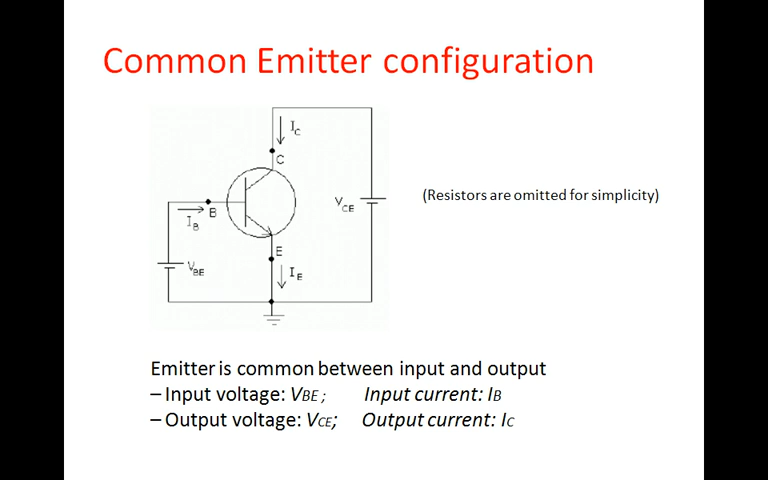 Common Emitter configuration
IC
C
VCE
(Resistors are omitted for simplicity)
B
IB
E
VBE
IE
Emitter is common between input and output
– Input voltage: VBE ; Input current: IB
– Output voltage: VCE; Output current: IC